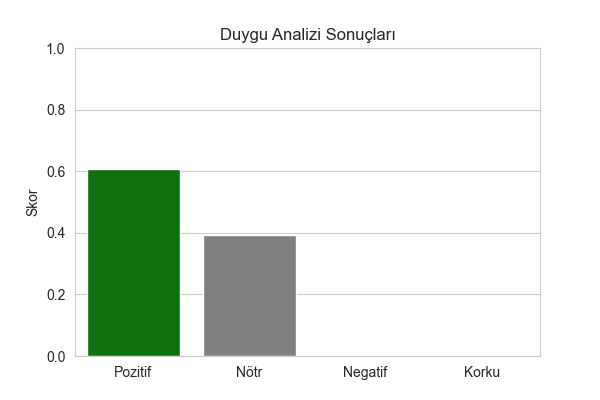 Duygu Analizi Sonuçları
1.0
0.8
0.6
0.4
0.2
0.0
Skor
Pozitif
Nötr
Negatif
Korku